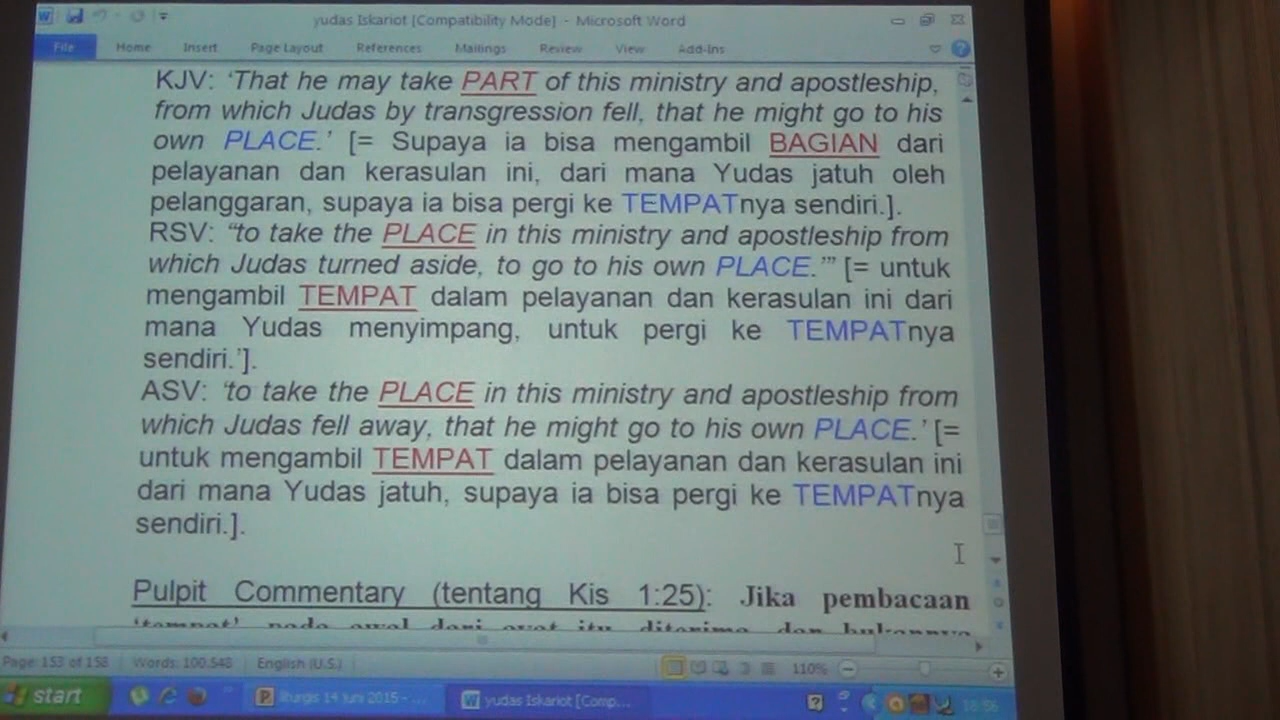 yudas Iskariot [Compatibility Mode] - Microsoft Word
File Home Insert Page Layout References Mailings Review View Add-Ins
KJV: ‘That he may take PART of this ministry and apostleship,
from which Judas by transgression fell, that he might go to his
own PLACE.’ [= Supaya ia bisa mengambil BAGIAN dari
pelayanan dan kerasulan ini, dari mana Yudas jatuh oleh
pelanggaran, supaya ia bisa pergi ke TEMPATnya sendiri.].
RSV: “to take the PLACE in this ministry and apostleship from
which Judas turned aside, to go to his own PLACE.’” [= untuk
mengambil TEMPAT dalam pelayanan dan kerasulan ini dari
mana Yudas menyimpang, untuk pergi ke TEMPATnya
sendiri.’].
ASV: ‘to take the PLACE in this ministry and apostleship from
which Judas fell away, that he might go to his own PLACE.’ [=
untuk mengambil TEMPAT dalam pelayanan dan kerasulan ini
dari mana Yudas jatuh, supaya ia bisa pergi ke TEMPATnya
sendiri.].
Pulpit Commentary (tentang Kis 1:25): Jika pembacaan
Page: 153 of 158 Words: 100.548 English (U.S.) 110%
start liturgis 14 Juni 2015 - ... yudas Iskariot [Comp...